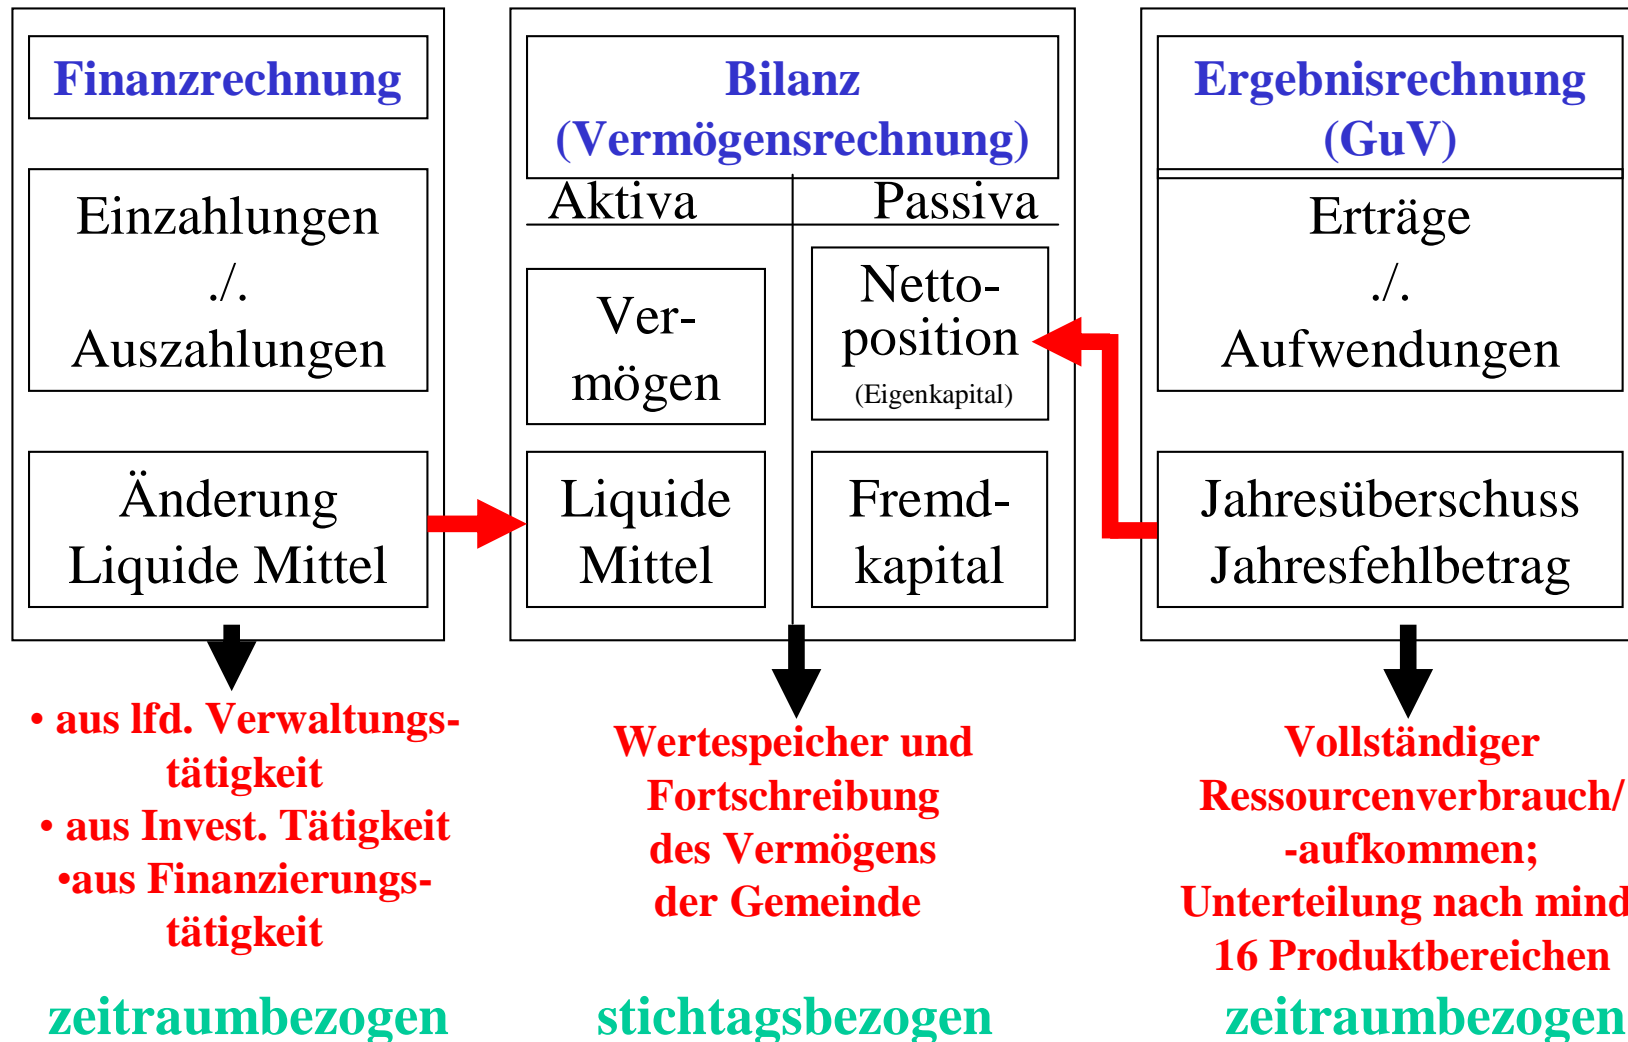 Finanzrechnung
Einzahlungen
./.
Auszahlungen
Änderung
Liquide Mittel
• aus lfd. Verwaltungs-
tätigkeit
• aus Invest. Tätigkeit
•aus Finanzierungs-
tätigkeit
zeitraumbezogen
Bilanz
(Vermögensrechnung)
Aktiva
Passiva
Ver-
mögen
Netto-
position
(Eigenkapital)
Liquide
Mittel
Fremd-
kapital
Wertespeicher und
Fortschreibung
des Vermögens
der Gemeinde
stichtagsbezogen
Ergebnisrechnung
(GuV)
Erträge
./.
Aufwendungen
Jahresüberschuss
Jahresfehlbetrag
Vollständiger
Ressourcenverbrauch/
-aufkommen;
Unterteilung nach mind
16 Produktbereichen
zeitraumbezogen